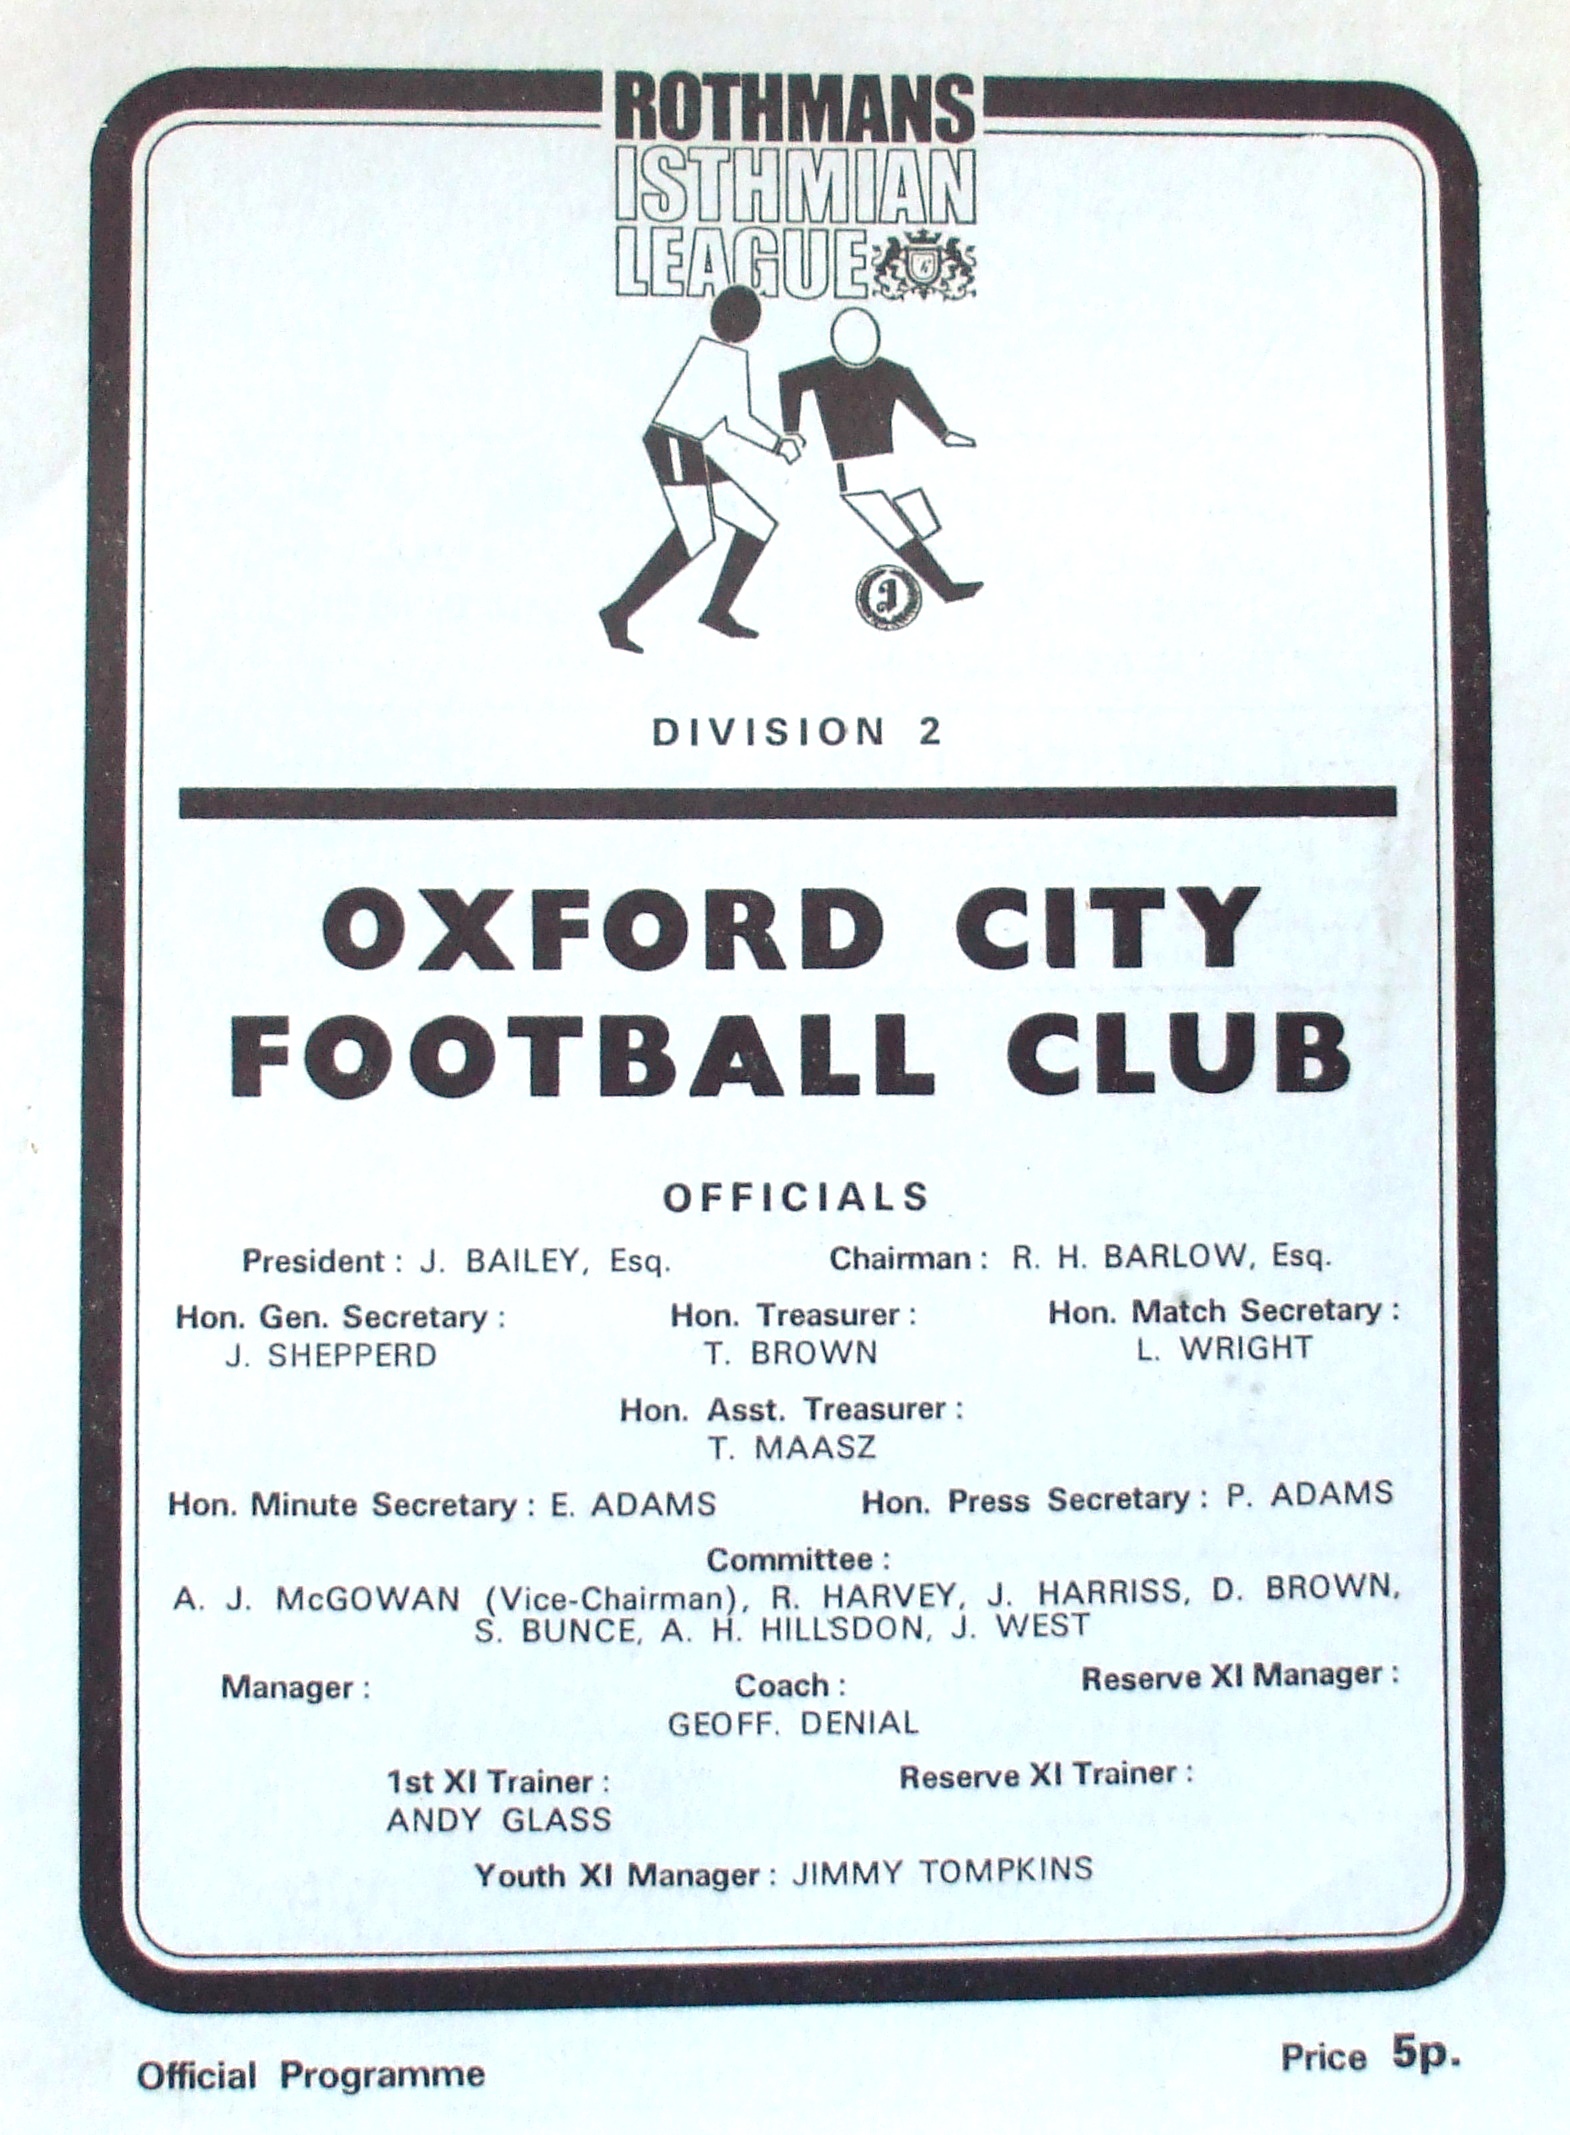 ROTHMANS
ISTHMIAN
LEAGUE
DIVISION 2
OXFORD CITY
FOOTBALL CLUB
OFFICIALS
President : J. BAILEY, Esq. Chairman : R. H. BARLOW, Esq.
Hon. Gen. Secretary : Hon. Treasurer : Hon. Match Secretary :
J. SHEPPERD T. BROWN L. WRIGHT
Hon. Asst. Treasurer :
T. MAASZ
Hon. Minute Secretary : E. ADAMS Hon. Press Secretary : P. ADAMS
Committee :
A. J. McGOWAN (Vice-Chairman), R. HARVEY, J. HARRISS, D. BROWN,
S. BUNCE, A. H. HILLSDON, J. WEST
Manager : Coach : Reserve XI Manager :
GEOFF. DENIAL
1st XI Trainer : Reserve XI Trainer :
ANDY GLASS
Youth XI Manager : JIMMY TOMPKINS
Official Programme Price 5p.